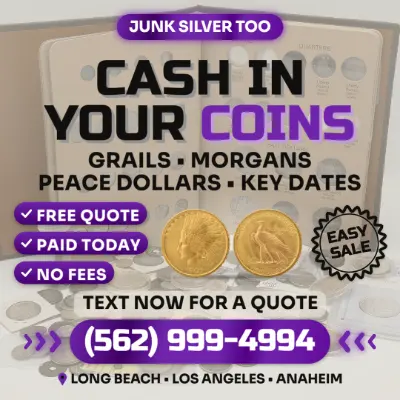 JUNK SILVER TOO
CASH IN
YOUR COINS
GRAILS • MORGANS
PEACE DOLLARS • KEY DATES
FREE QUOTE
PAID TODAY
NO FEES
EASY
SALE
TEXT NOW FOR A QUOTE
(562) 999-4994
LONG BEACH • LOS ANGELES • ANAHEIM